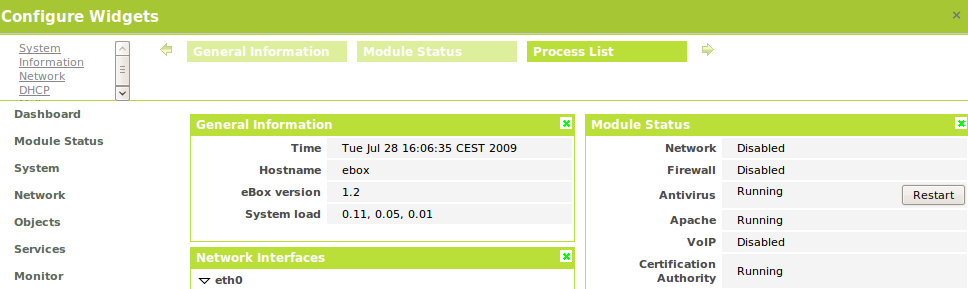 Configure Widgets
System
Information
Network
DHCP
General Information
Module Status
Process List
Dashboard
Module Status
System
Network
Objects
Services
Monitor
General Information
Time Tue Jul 28 16:06:35 CEST 2009
Hostname ebox
eBox version 1.2
System load 0.11, 0.05, 0.01
Network Interfaces
eth0
Module Status
Network Disabled
Firewall Disabled
Antivirus Running Restart
Apache Running
VoIP Disabled
Certification
Authority Running